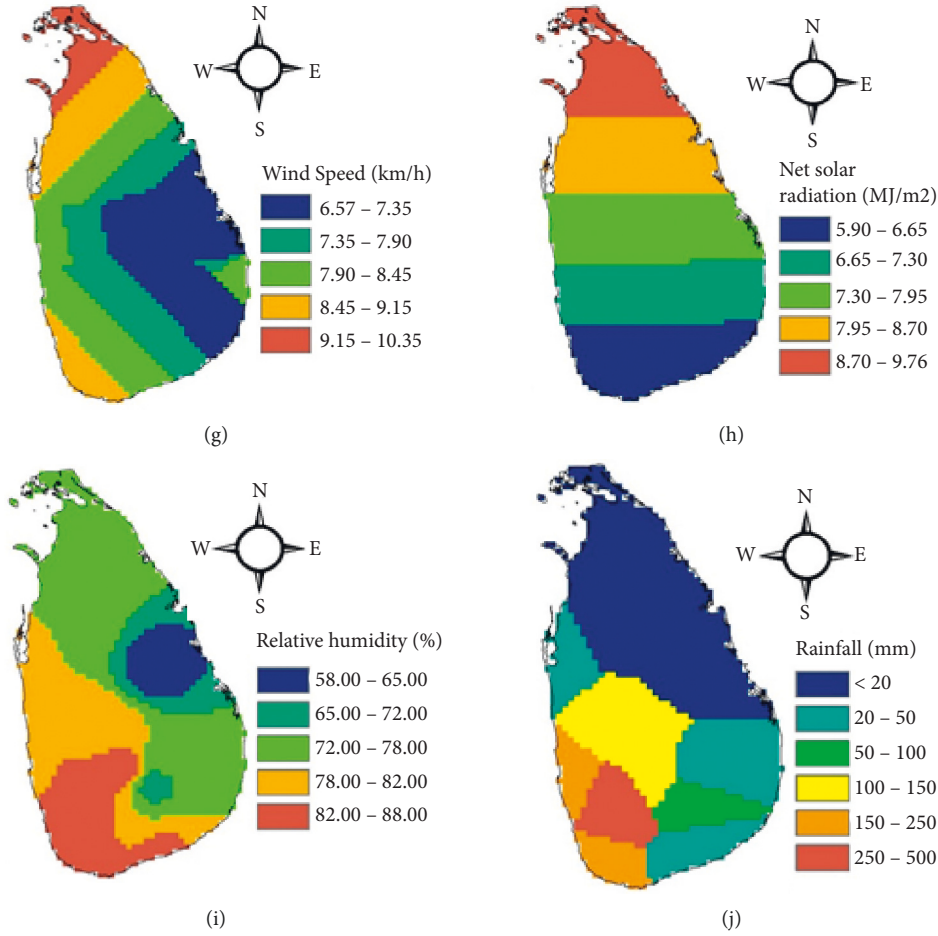 N
W E
S
Wind Speed (km/h)
6.57 – 7.35
7.35 – 7.90
7.90 – 8.45
8.45 – 9.15
9.15 – 10.35
(g)
N
W E
S
Net solar
radiation (MJ/m2)
5.90 – 6.65
6.65 – 7.30
7.30 – 7.95
7.95 – 8.70
8.70 – 9.76
(h)
N
W E
S
Relative humidity (%)
58.00 – 65.00
65.00 – 72.00
72.00 – 78.00
78.00 – 82.00
82.00 – 88.00
(i)
N
W E
S
Rainfall (mm)
< 20
20 – 50
50 – 100
100 – 150
150 – 250
250 – 500
(j)